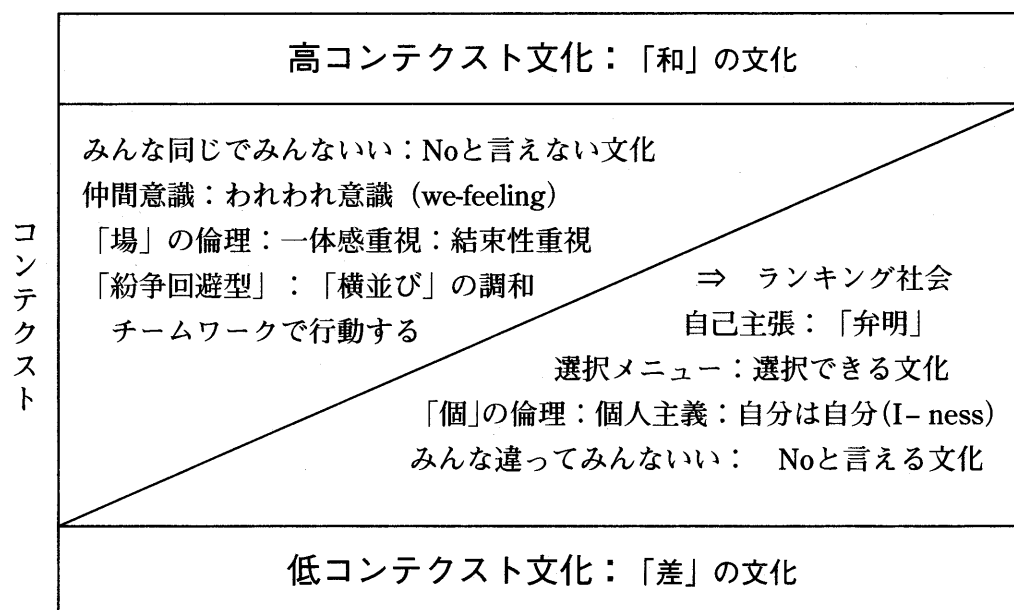 高コンテクスト文化：「和」の文化
みんな同じでみんないい：Noと言えない文化
仲間意識：われわれ意識（we-feeling）
「場」の倫理：一体感重視：結束性重視
「紛争回避型」：「横並び」の調和
チームワークで行動する
コンテクスト
⇒　ランキング社会
自己主張：「弁明」
選択メニュー：選択できる文化
「個」の倫理：個人主義：自分は自分(I− ness)
みんな違ってみんないい：　Noと言える文化
低コンテクスト文化：「差」の文化